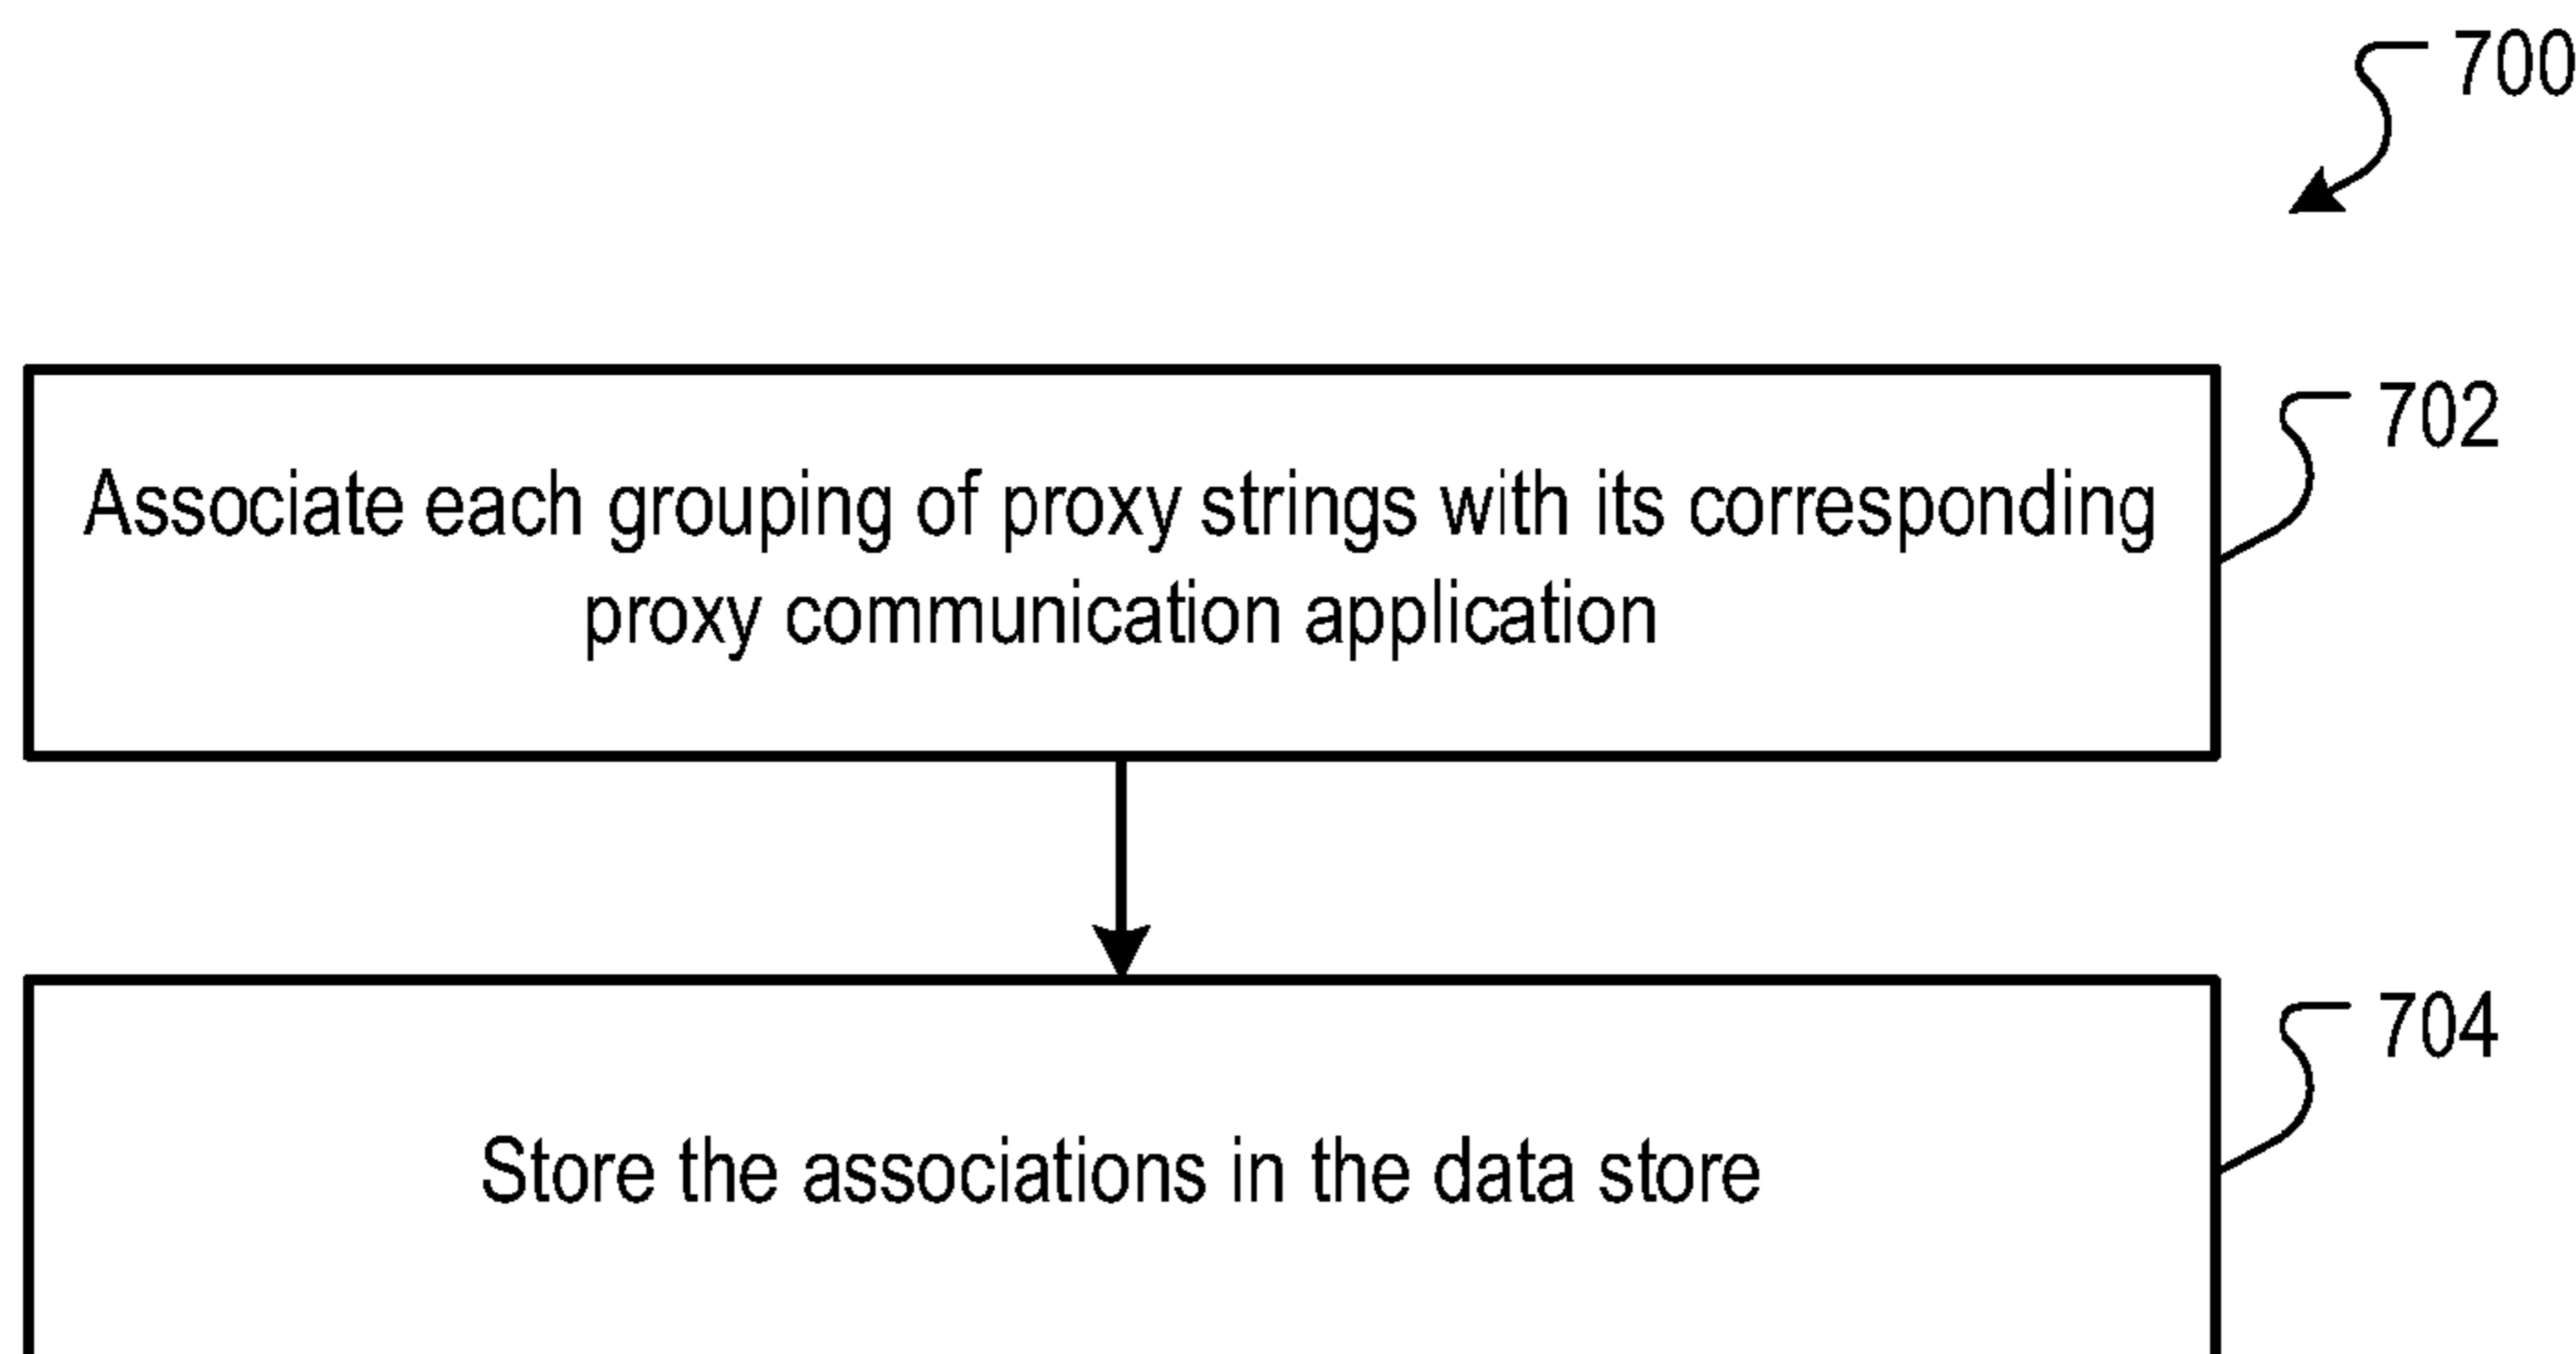 700
702
Associate each grouping of proxy strings with its corresponding
proxy communication application
704
Store the associations in the data store